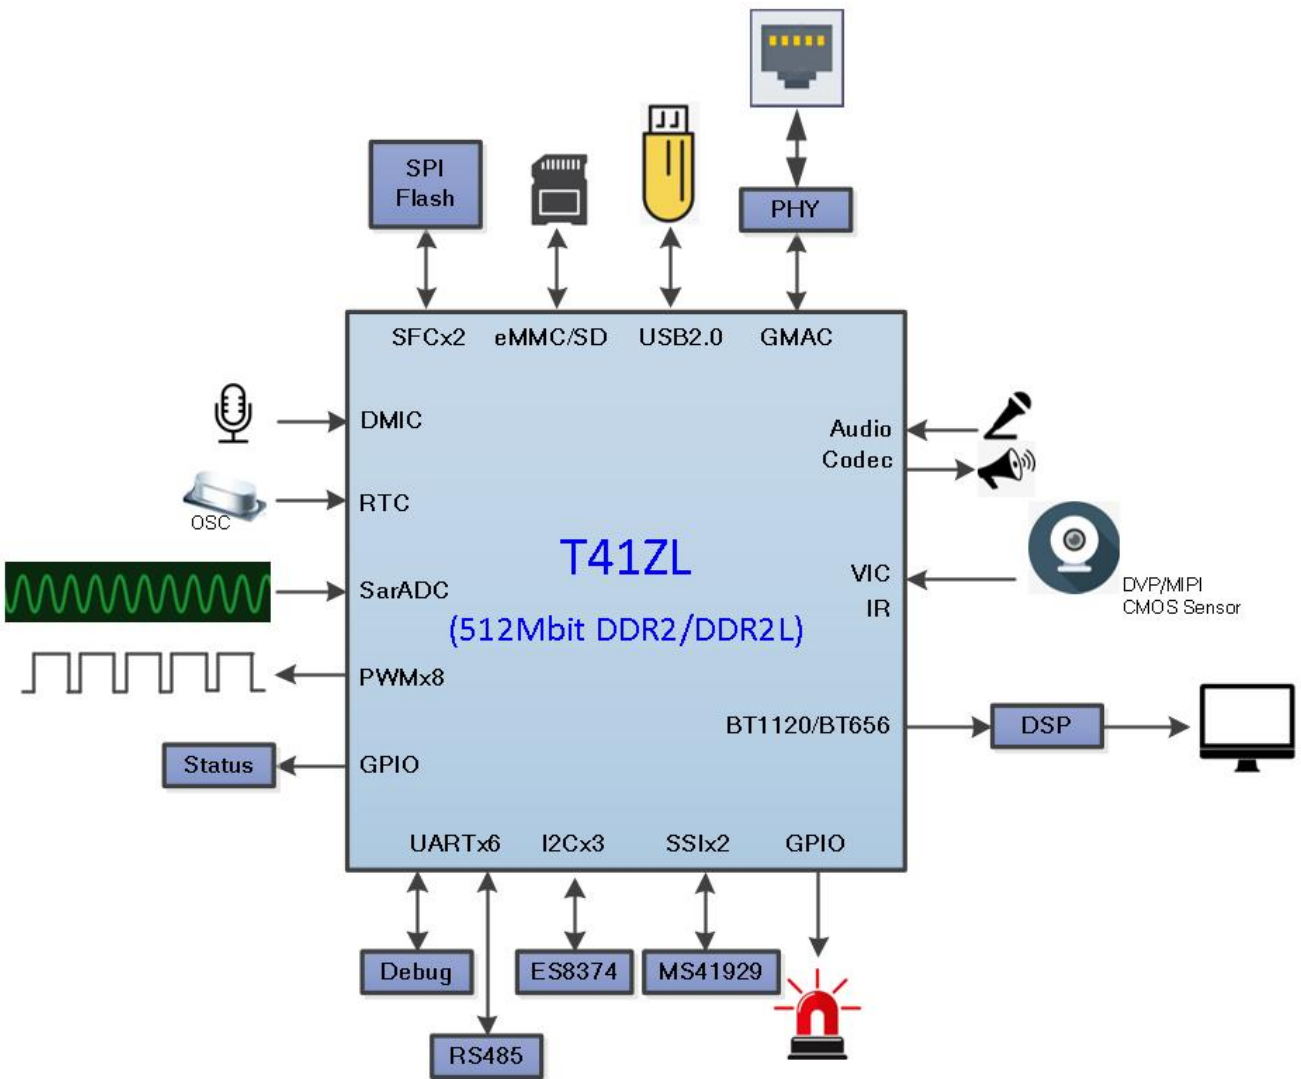 SPI
Flash
PHY
SFCx2
eMMC/SD
USB2.0
GMAC
DMIC
Audio
Codec
RTC
OSC
T41ZL
(512Mbit DDR2/DDR2L)
SarADC
VIC
IR
DVP/MIPI
CMOS Sensor
PWMx8
BT1120/BT656
DSP
Status
GPIO
UARTx6
I2Cx3
SSIx2
GPIO
Debug
ES8374
MS41929
RS485